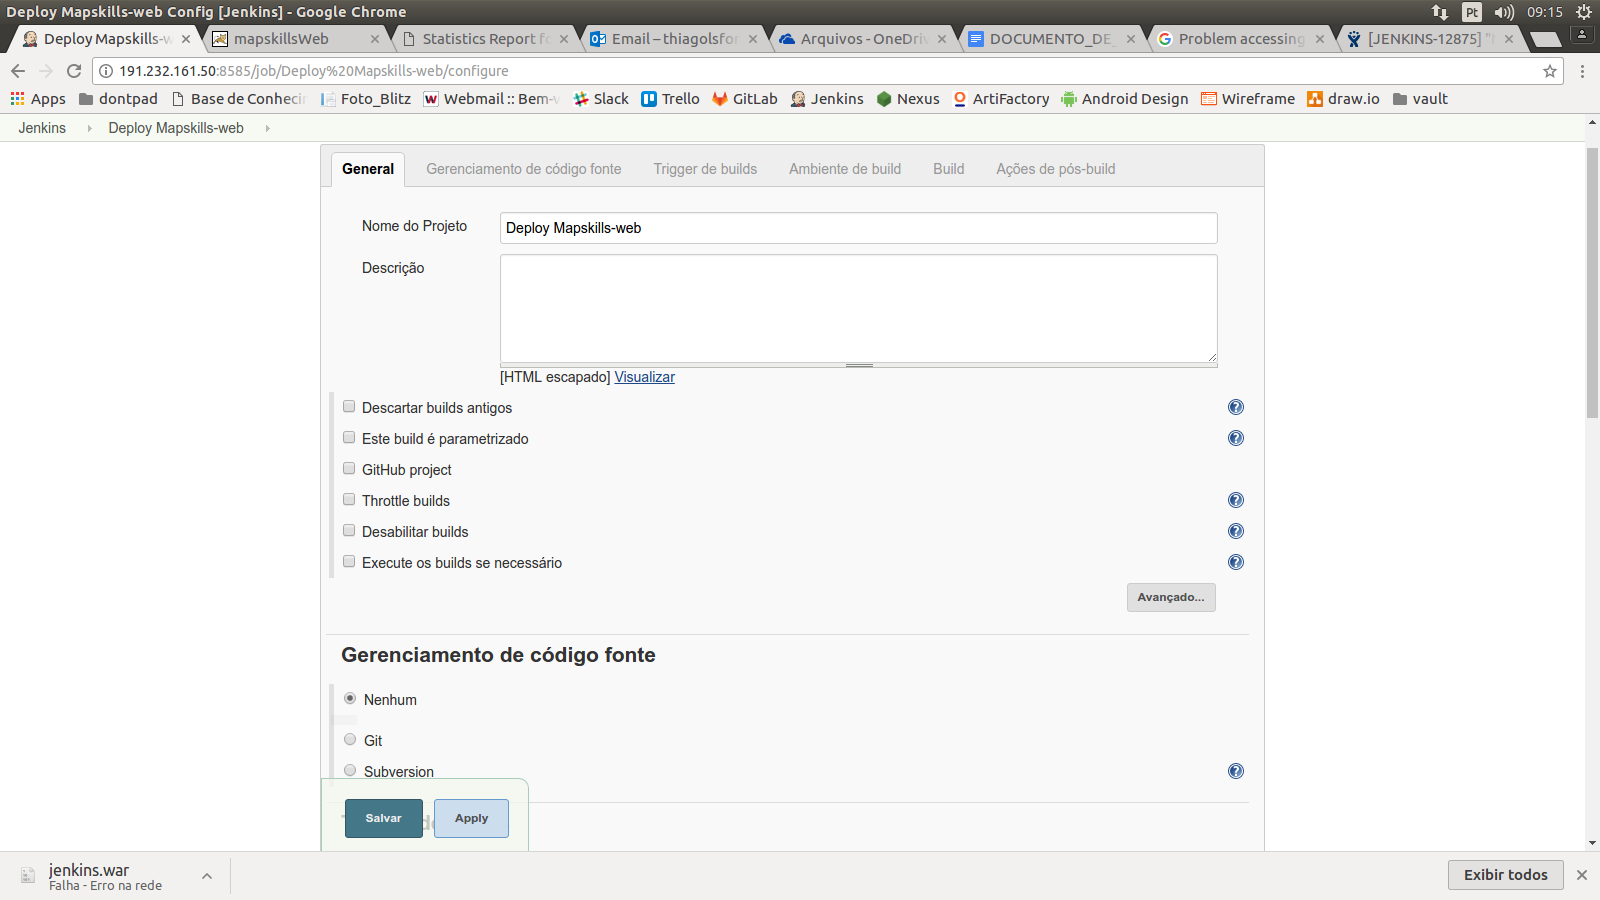 Deploy Mapskills-web Config [Jenkins] - Google Chrome
Pt
09:15
Deploy Mapskills-w
mapskillsWeb
Statistics Report fo
Email – thiagolsfor
Arquivos - OneDriv
DOCUMENTO_DE_
Problem accessing
[JENKINS-12875] "
191.232.161.50:8585/job/Deploy%20Mapskills-web/configure
Apps
dontpad
Base de Conheci
Foto_Blitz
Webmail :: Bem-v
Slack
Trello
GitLab
Jenkins
Nexus
ArtiFactory
Android Design
Wireframe
draw.io
vault
Jenkins
Deploy Mapskills-web
General
Gerenciamento de código fonte
Trigger de builds
Ambiente de build
Build
Ações de pós-build
Nome do Projeto
Deploy Mapskills-web
Descrição
[HTML escapado] Visualizar
Descartar builds antigos
Este build é parametrizado
GitHub project
Throttle builds
Desabilitar builds
Execute os builds se necessário
Avançado...
Gerenciamento de código fonte
Nenhum
Git
Subversion
Salvar
Apply
jenkins.war
Falha - Erro na rede
Exibir todos